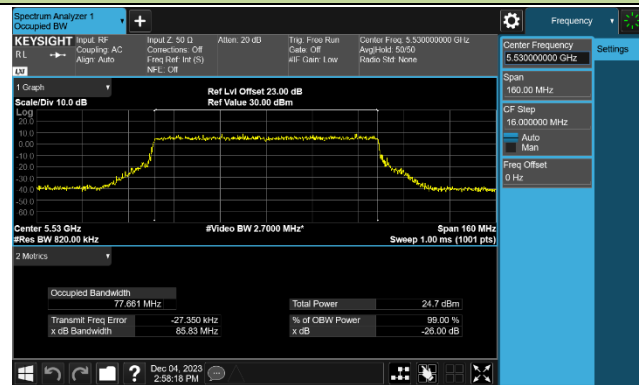 Spectrum Analyzer 1
Occupied BW
Frequency
KEYSIGHT
Input: RF
Input Z: 50 Ω
Atten: 20 dB
Trig: Free Run
Center Freq: 5.530000000 GHz
RL
Coupling: AC
Corrections: Off
Gate: Off
Avg|Hold: 50/50
Align: Auto
Freq Ref: Int (S)
#IF Gain: Low
Radio Std: None
NFE: Off
LXI
Center Frequency
5.530000000 GHz
Settings
Span
160.00 MHz
CF Step
16.000000 MHz
Auto
Man
Freq Offset
0 Hz
1 Graph
Ref Lvl Offset 23.00 dB
Scale/Div 10.0 dB
Ref Value 30.00 dBm
Log
20.0
10.0
0.00
-10.0
-20.0
-30.0
-40.0
-50.0
-60.0
Center 5.53 GHz
#Video BW 2.7000 MHz*
Span 160 MHz
#Res BW 820.00 kHz
Sweep 1.00 ms (1001 pts)
2 Metrics
Occupied Bandwidth
77.661 MHz
Total Power
24.7 dBm
Transmit Freq Error
-27.350 kHz
% of OBW Power
99.00 %
x dB Bandwidth
85.83 MHz
x dB
-26.00 dB
Dec 04, 2023
2:58:18 PM